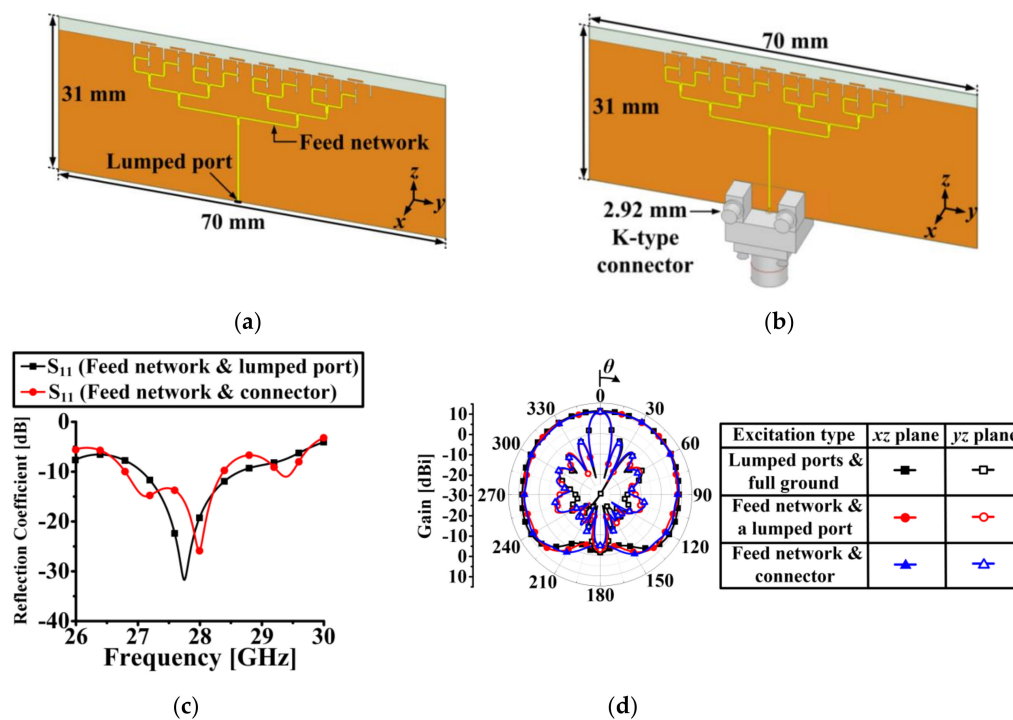 31 mm
Feed network
Lumped port
70 mm
z
y
x
(a)
70 mm
31 mm
z
y
x
2.92 mm
K-type
connector
(b)
S11 (Feed network & lumped port)
S11 (Feed network & connector)
Reflection Coefficient [dB]
0
-10
-20
-30
-40
26 27 28 29 30
Frequency [GHz]
(c)
θ
0
30
60
90
120
150
180
210
240
270
300
330
Gain [dBi]
10
0
-10
-20
-30
-20
-10
0
10
Excitation type xz plane yz plane
Lumped ports &
full ground
Feed network &
a lumped port
Feed network &
connector
(d)